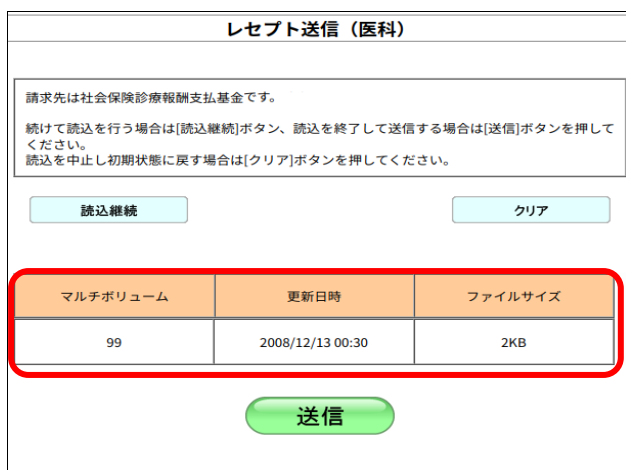 レセプト送信（医科）
請求先は社会保険診療報酬支払基金です。
続けて読込を行う場合は[読込継続]ボタン、読込を終了して送信する場合は[送信]ボタンを押して
ください。
読込を中止し初期状態に戻す場合は[クリア]ボタンを押してください。
読込継続
クリア
マルチボリューム 更新日時 ファイルサイズ
99 2008/12/13 00:30 2KB
送信